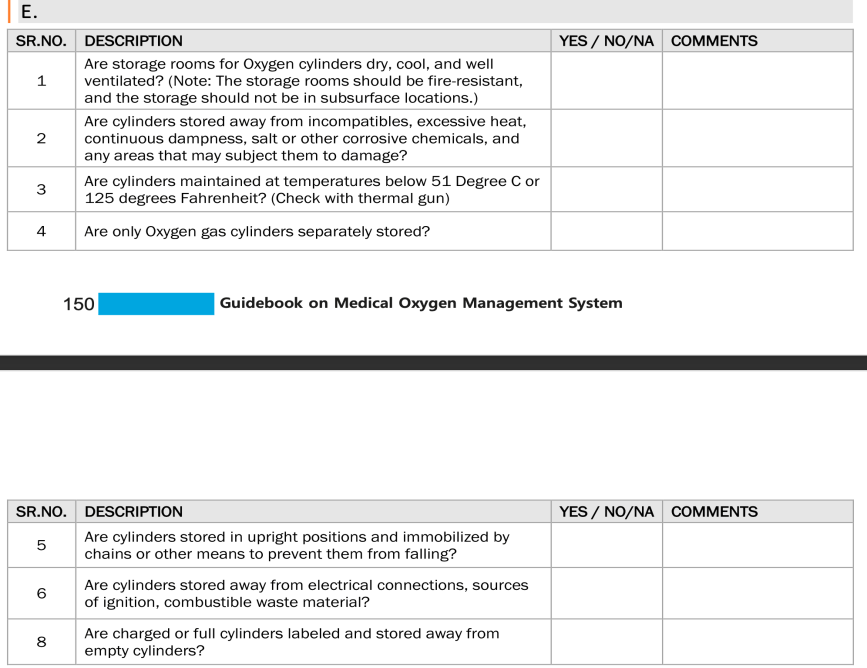 E.
SR.NO. DESCRIPTION YES / NO/NA COMMENTS
1 Are storage rooms for Oxygen cylinders dry, cool, and well
ventilated? (Note: The storage rooms should be fire-resistant,
and the storage should not be in subsurface locations.)
2 Are cylinders stored away from incompatibles, excessive heat,
continuous dampness, salt or other corrosive chemicals, and
any areas that may subject them to damage?
3 Are cylinders maintained at temperatures below 51 Degree C or
125 degrees Fahrenheit? (Check with thermal gun)
4 Are only Oxygen gas cylinders separately stored?
150 Guidebook on Medical Oxygen Management System
SR.NO. DESCRIPTION YES / NO/NA COMMENTS
5 Are cylinders stored in upright positions and immobilized by
chains or other means to prevent them from falling?
6 Are cylinders stored away from electrical connections, sources
of ignition, combustible waste material?
8 Are charged or full cylinders labeled and stored away from
empty cylinders?